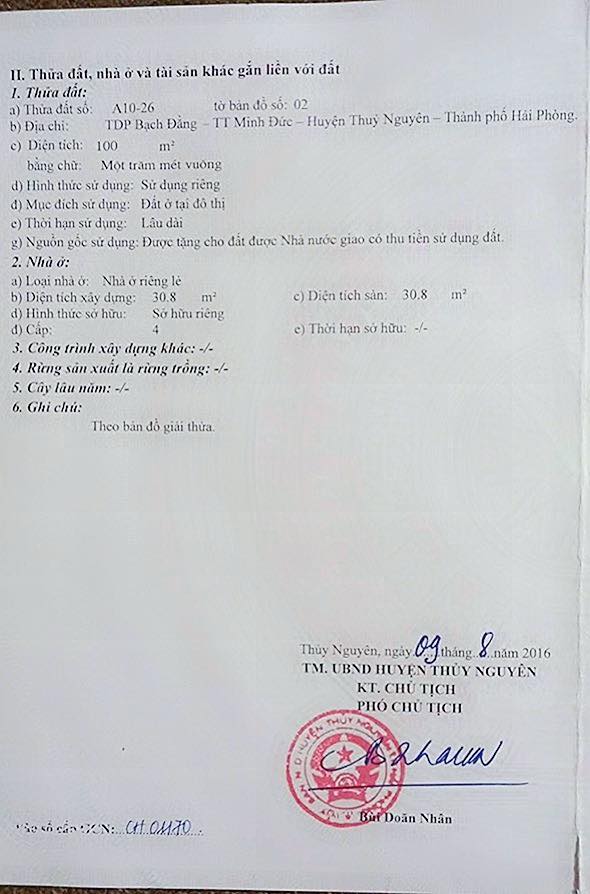 II. Thửa đất, nhà ở và tài sản khác gắn liền với đất
1. Thửa đất:
a) Thửa đất số: A10-26 tờ bản đồ số: 02
b) Địa chỉ: TDP Bạch Đằng – TT Minh Đức – Huyện Thuỷ Nguyên – Thành phố Hải Phòng.
c) Diện tích: 100 m²
bằng chữ: Một trăm mét vuông
d) Hình thức sử dụng: Sử dụng riêng
đ) Mục đích sử dụng: Đất ở tại đô thị
e) Thời hạn sử dụng: Lâu dài
g) Nguồn gốc sử dụng: Được tặng cho đất được Nhà nước giao có thu tiền sử dụng đất.
2. Nhà ở:
a) Loại nhà ở: Nhà ở riêng lẻ
b) Diện tích xây dựng: 30.8 m² c) Diện tích sàn: 30.8 m²
d) Hình thức sở hữu: Sở hữu riêng
đ) Cấp: 4 e) Thời hạn sở hữu: -/-
3. Công trình xây dựng khác: -/-
4. Rừng sản xuất là rừng trồng: -/-
5. Cây lâu năm: -/-
6. Ghi chú:
Theo bản đồ giải thửa.
Thủy Nguyên, ngày 09 tháng 8 năm 2016
TM. UBND HUYỆN THỦY NGUYÊN
KT. CHỦ TỊCH
PHÓ CHỦ TỊCH
HUYỆN THUỶ NGUYÊN
Bùi Doãn Nhân
Vào sổ cấp GCN: CH 01170